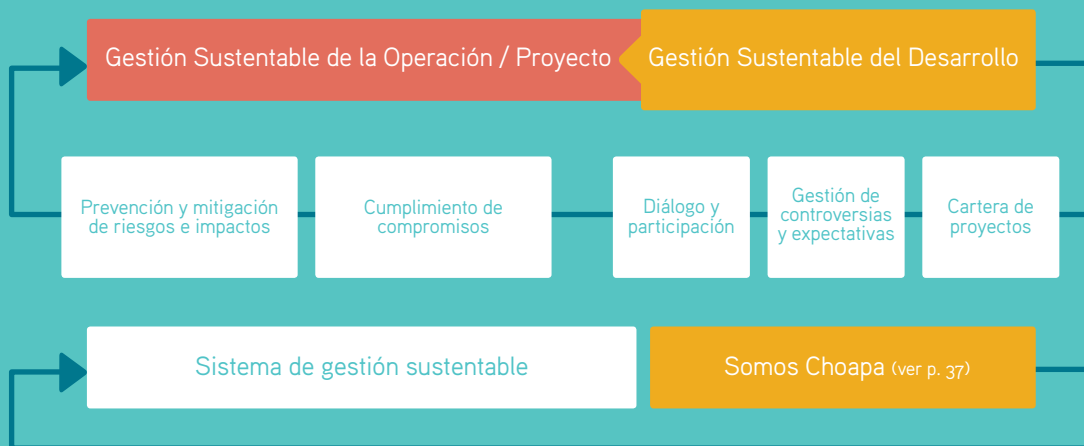 Gestión Sustentable de la Operación / Proyecto
Gestión Sustentable del Desarrollo
Prevención y mitigación
de riesgos e impactos
Cumplimiento de
compromisos
Diálogo y
participación
Gestión de
controversias
y expectativas
Cartera de
proyectos
Sistema de gestión sustentable
Somos Choapa (ver p. 37)